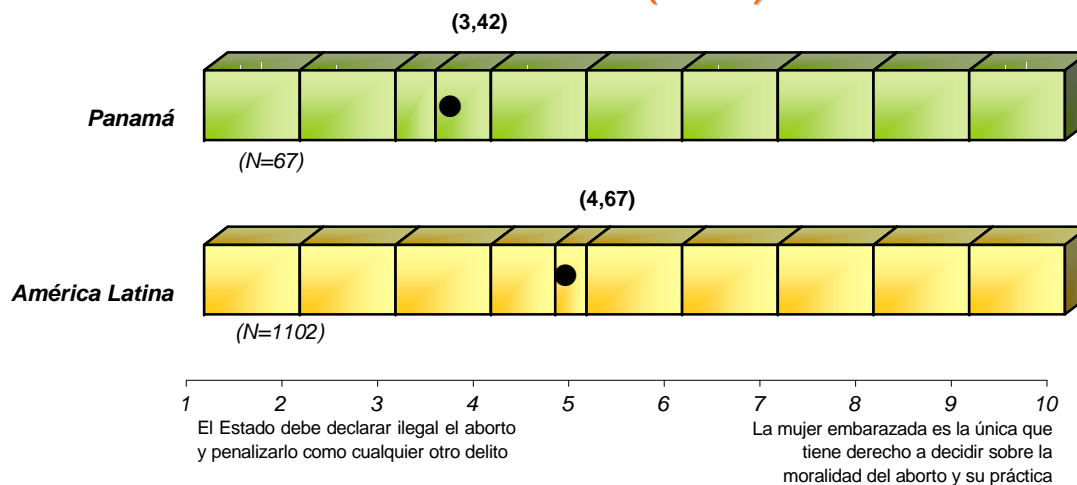 (3,42)
Panamá
(N=67)
(4,67)
América Latina
(N=1102)
1 2 3 4 5 6 7 8 9 10
El Estado debe declarar ilegal el aborto
y penalizarlo como cualquier otro delito
La mujer embarazada es la única que
tiene derecho a decidir sobre la
moralidad del aborto y su práctica